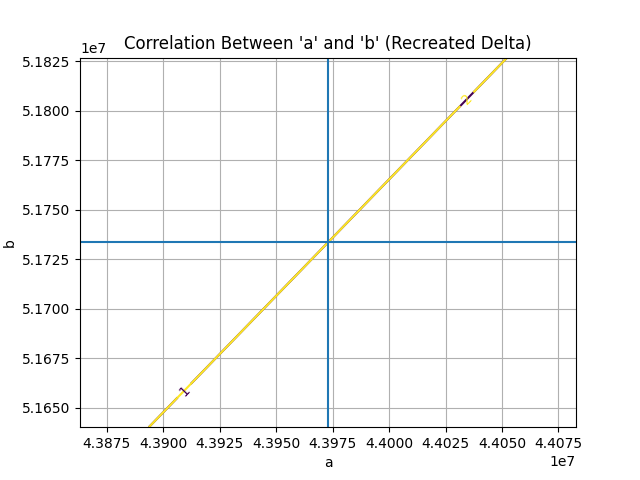 Correlation Between 'a' and 'b' (Recreated Delta)
1e7
5.1825
5.1800
5.1775
5.1750
5.1725
5.1700
5.1675
5.1650
b
1
4.3875 4.3900 4.3925 4.3950 4.3975 4.4000 4.4025 4.4050 4.4075
a
1e7